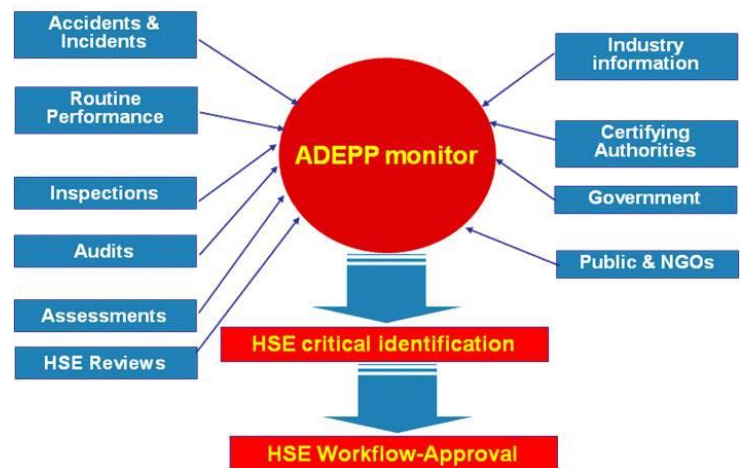 Accidents &
Incidents
Routine
Performance
Inspections
Audits
Assessments
HSE Reviews
ADEPP monitor
Industry
information
Certifying
Authorities
Government
Public & NGOs
HSE critical identification
HSE Workflow-Approval